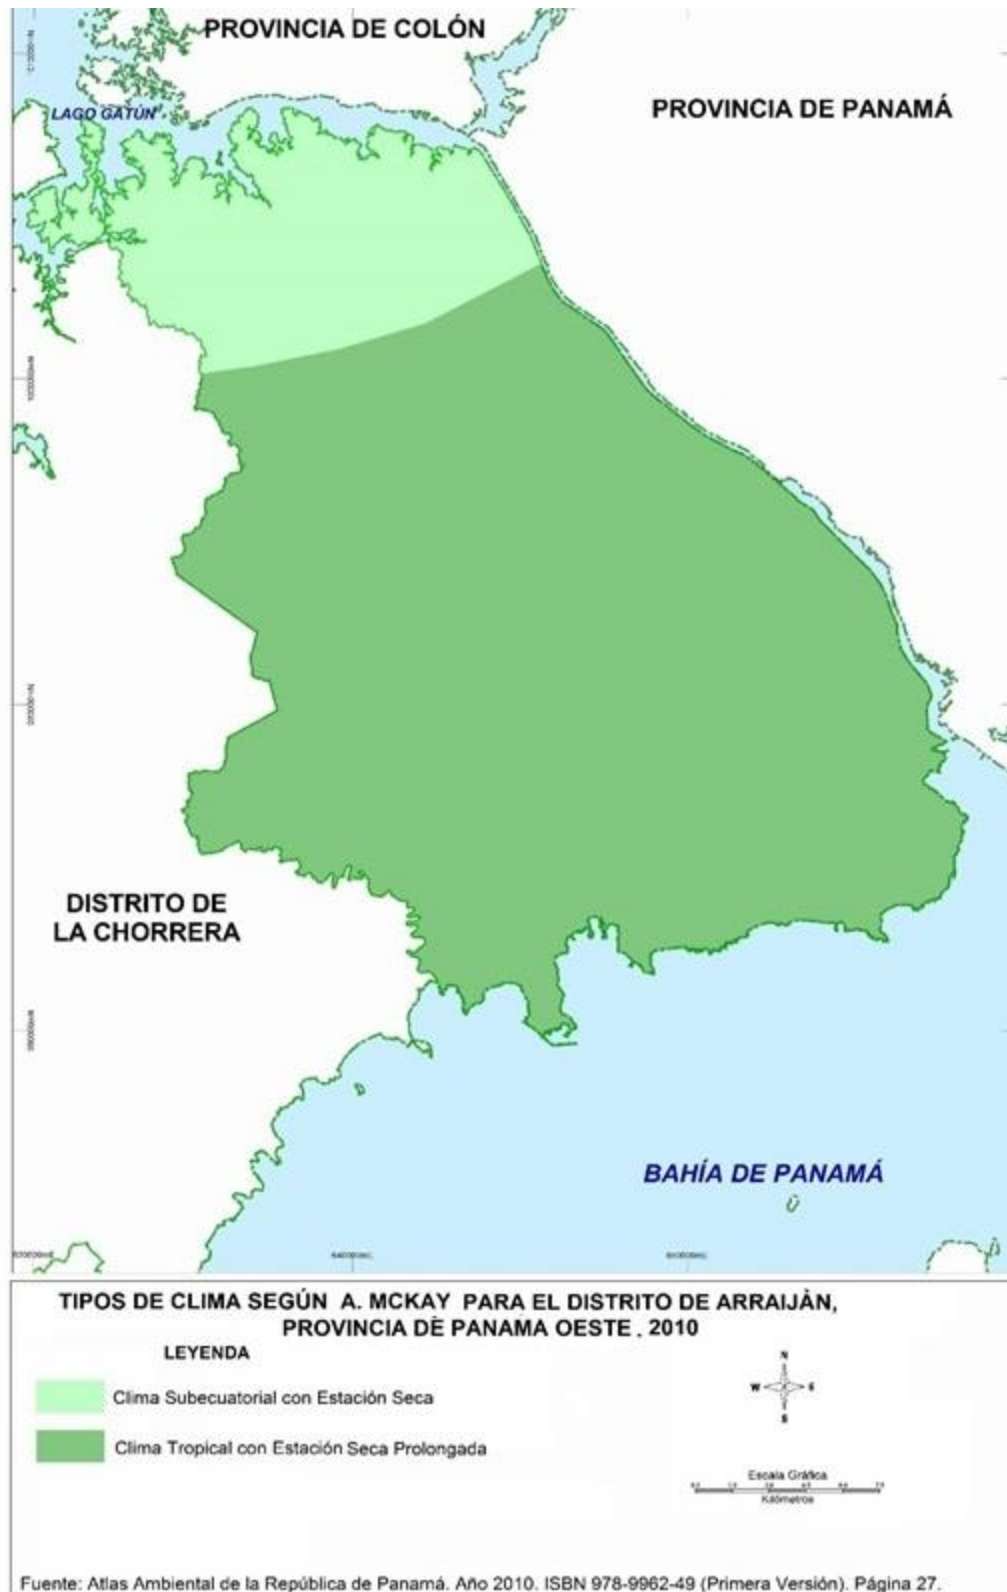 PROVINCIA DE COLÓN
PROVINCIA DE PANAMÁ
LAGO GATÚN
DISTRITO DE
LA CHORRERA
BAHÍA DE PANAMÁ
TIPOS DE CLIMA SEGÚN A. MCKAY PARA EL DISTRITO DE ARRAIJÁN,
PROVINCIA DE PANAMA OESTE , 2010
LEYENDA
Clima Subecuatorial con Estación Seca
Clima Tropical con Estación Seca Prolongada
N
W E
S
Escala Gráfica
Kilómetros
Fuente: Atlas Ambiental de la República de Panamá. Año 2010. ISBN 978-9962-49 (Primera Versión). Página 27.